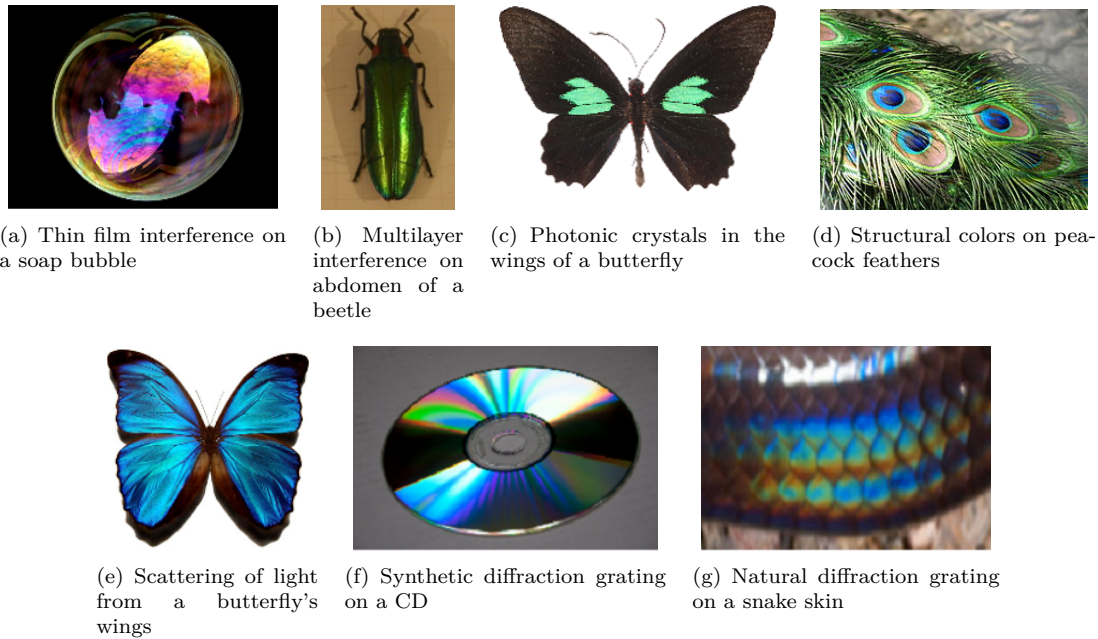 (a) Thin film interference on
a soap bubble
(b) Multilayer
interference on
abdomen of a
beetle
(c) Photonic crystals in the
wings of a butterfly
(d) Structural colors on pea-
cock feathers
(e) Scattering of light
from a butterfly's
wings
(f) Synthetic diffraction grating
on a CD
(g) Natural diffraction grating
on a snake skin